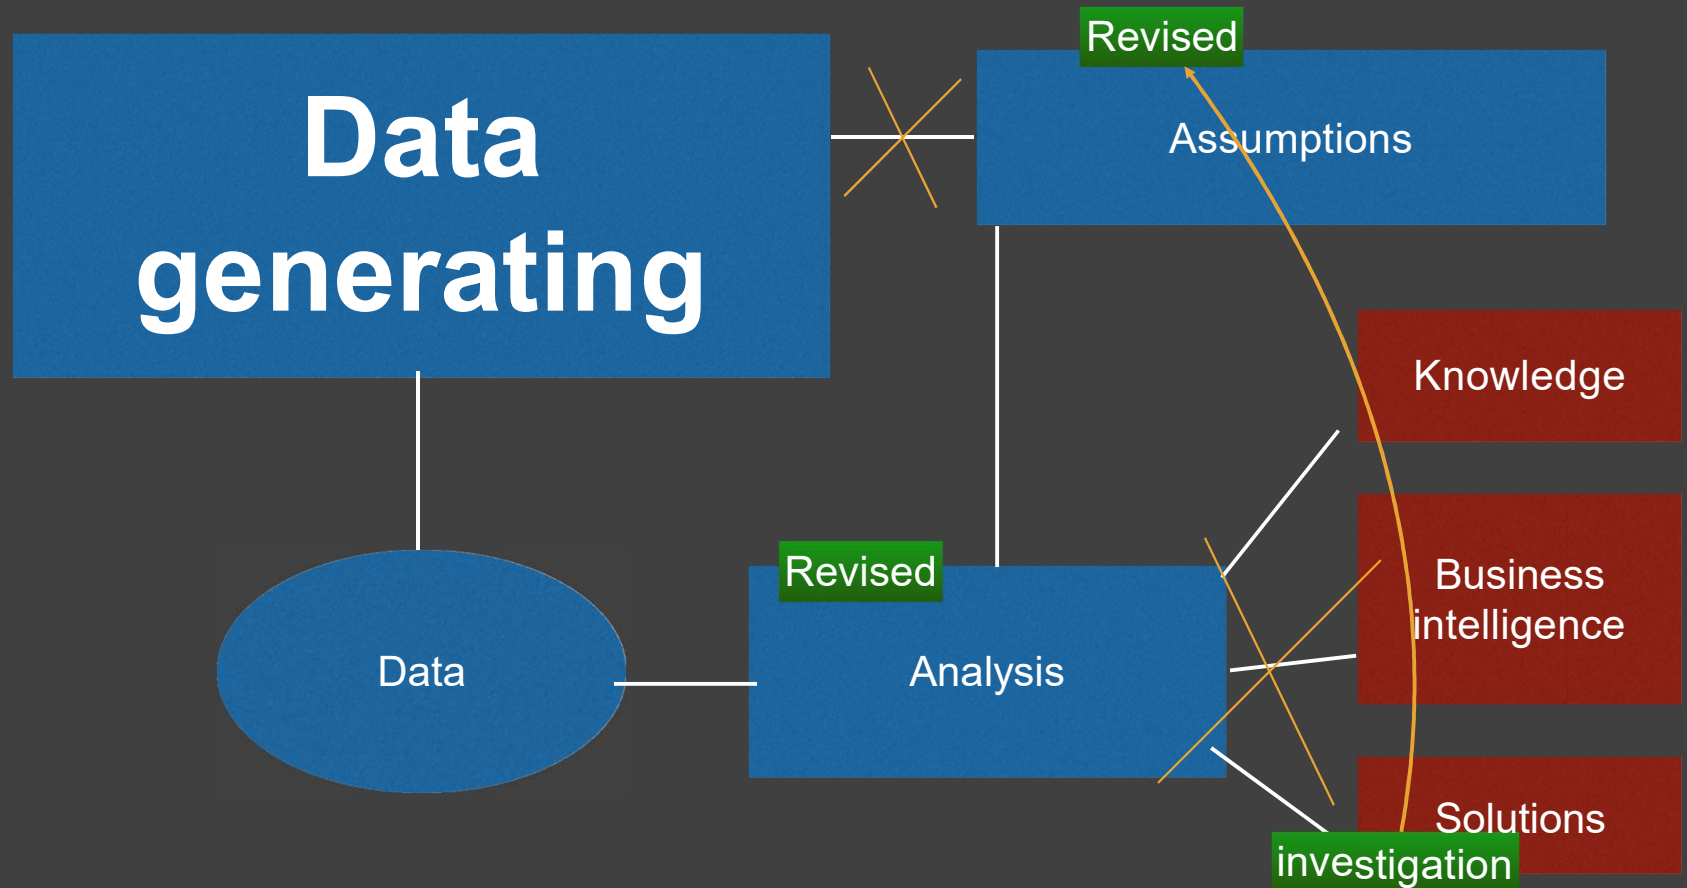 Revised
Data
generating
Assumptions
Knowledge
Revised
Business
intelligence
Data
Analysis
Solutions
investigation